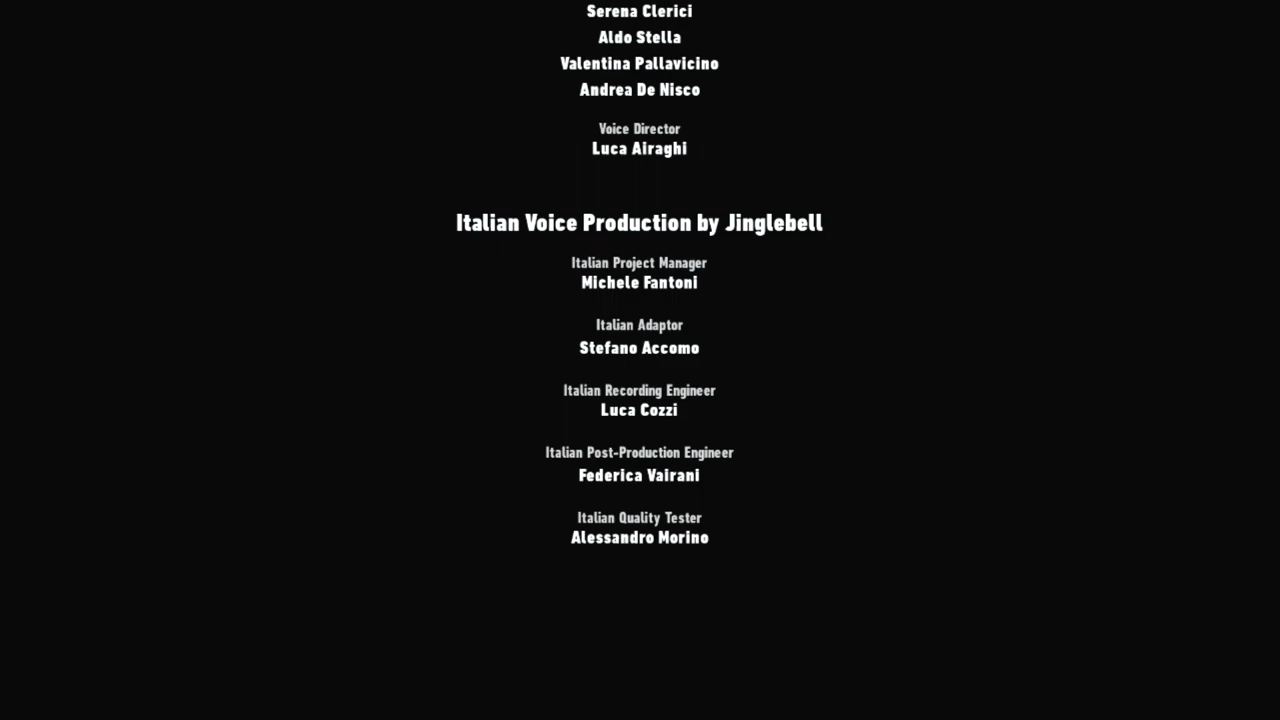 Serena Clerici
Aldo Stella
Valentina Pallavicino
Andrea De Nisco
Voice Director
Luca Airaghi
Italian Voice Production by Jinglebell
Italian Project Manager
Michele Fantoni
Italian Adaptor
Stefano Accomo
Italian Recording Engineer
Luca Cozzi
Italian Post-Production Engineer
Federica Vairani
Italian Quality Tester
Alessandro Morino